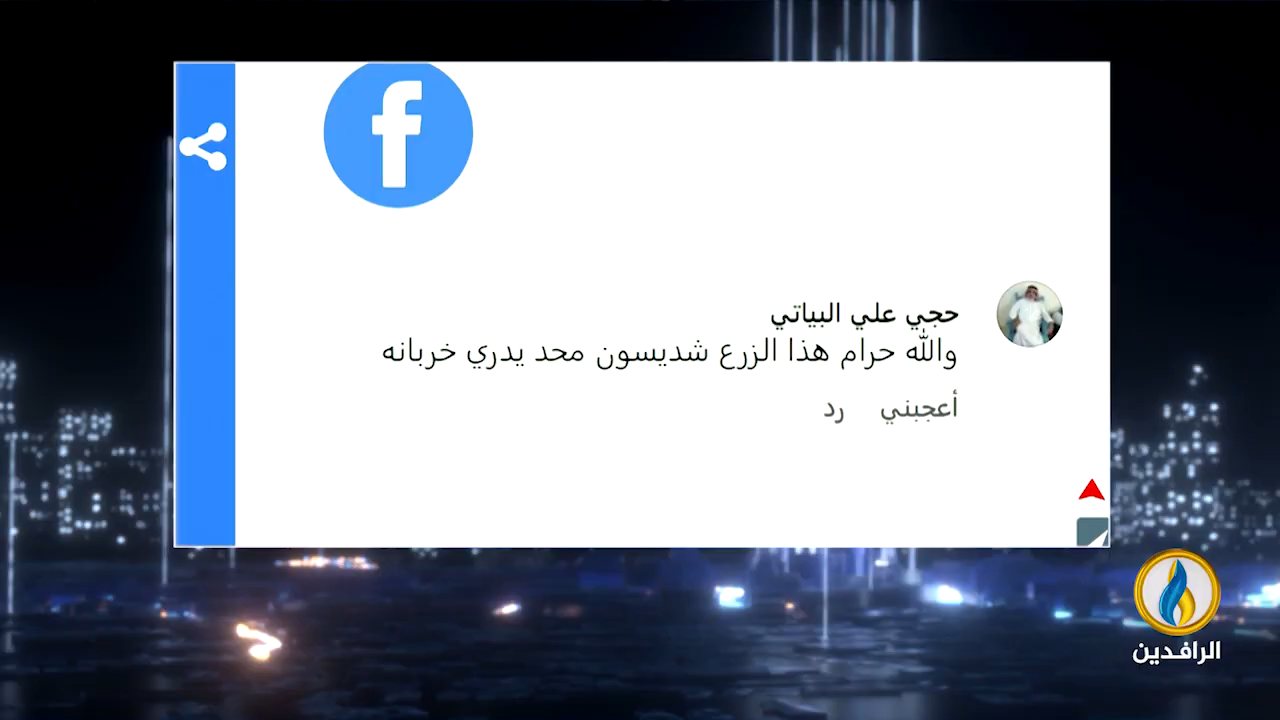 حجي علي البياتي
والله حرام هذا الزرع شديسون محد يدري خربانه
أعجبني رد
الرافدين